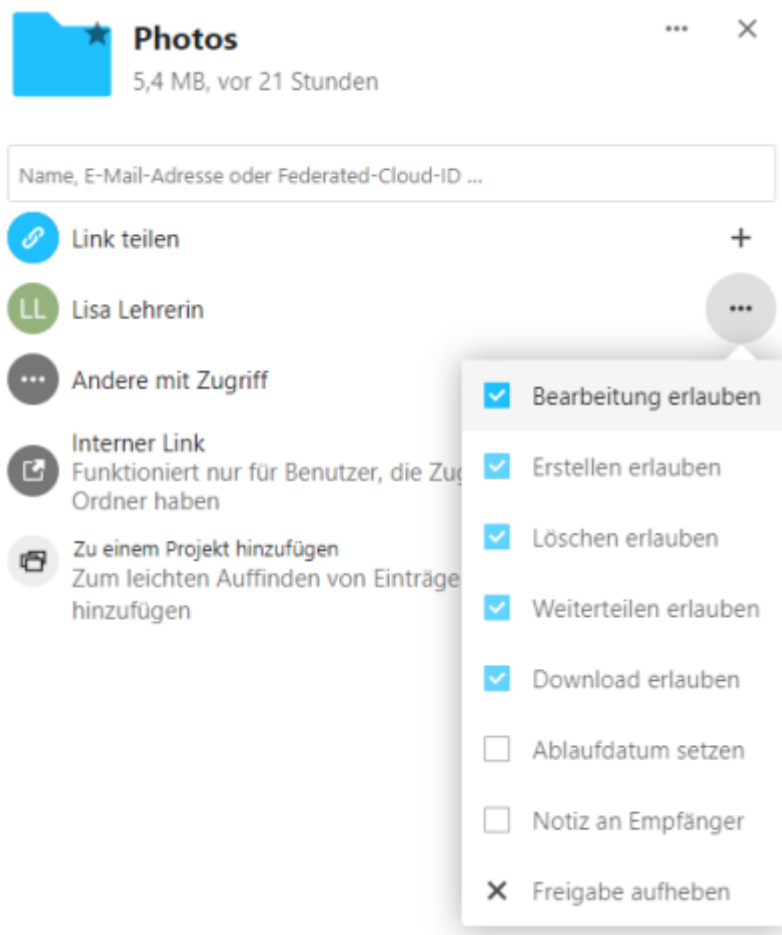 Photos
5,4 MB, vor 21 Stunden
Name, E-Mail-Adresse oder Federated-Cloud-ID ...
Link teilen
LL Lisa Lehrerin
Andere mit Zugriff
Interner Link
Funktioniert nur für Benutzer, die
Ordner haben
Zu einem Projekt hinzufügen
Zum leichten Auffinden von Einträge
hinzufügen
Bearbeitung erlauben
Erstellen erlauben
Löschen erlauben
Weiterteilen erlauben
Download erlauben
Ablaufdatum setzen
Notiz an Empfänger
Freigabe aufheben